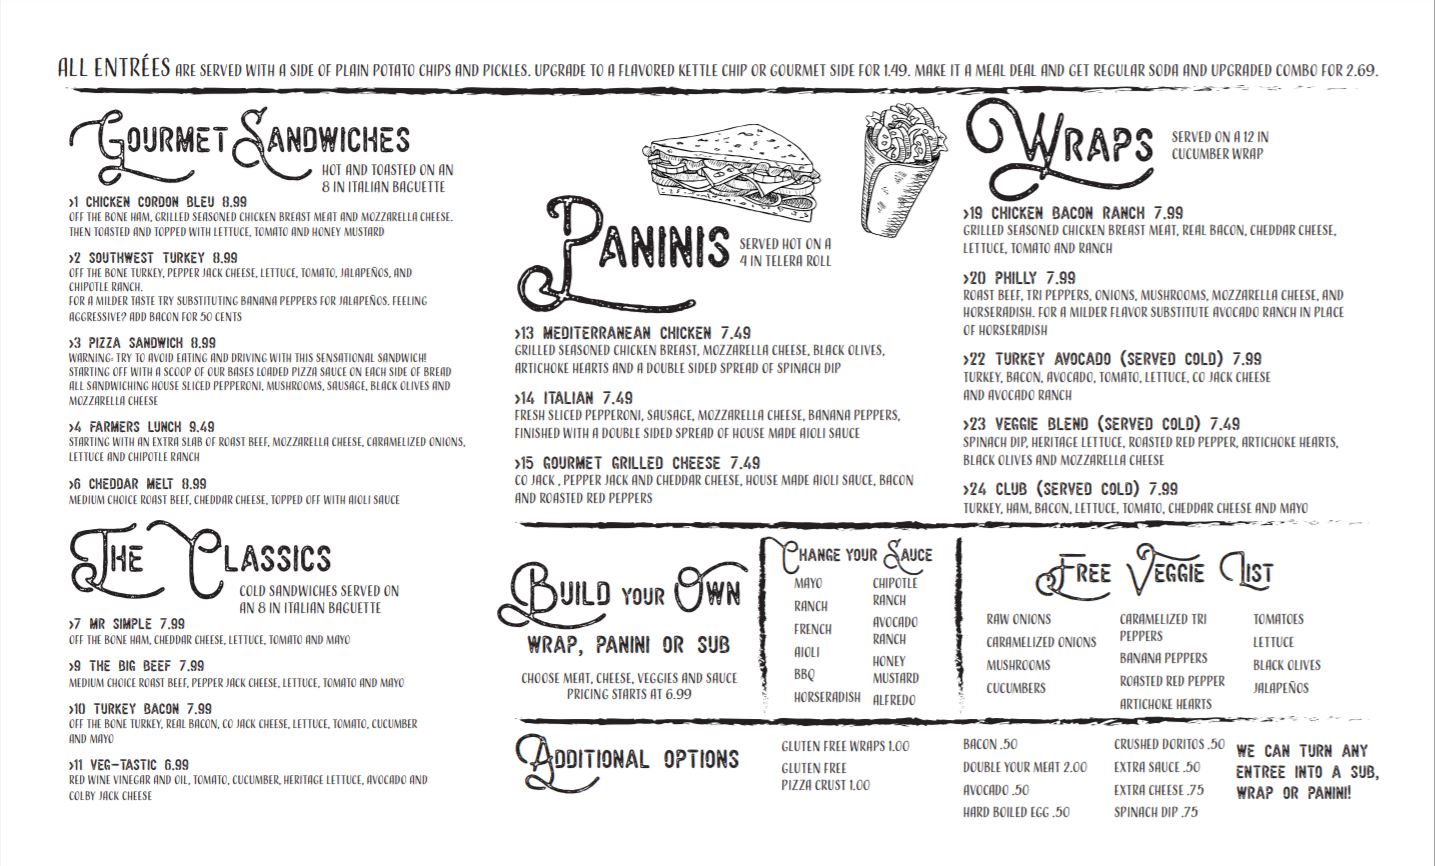 ALL ENTRÉES ARE SERVED WITH A SIDE OF PLAIN POTATO CHIPS AND PICKLES. UPGRADE TO A FLAVORED KETTLE CHIP OR GOURMET SIDE FOR 1.49. MAKE IT A MEAL DEAL AND GET REGULAR SODA AND UPGRADED COMBO FOR 2.69.
GOURMET SANDWICHES
HOT AND TOASTED ON AN
8 IN ITALIAN BAGUETTE
>1 CHICKEN CORDON BLEU 8.99
OFF THE BONE HAM, GRILLED SEASONED CHICKEN BREAST MEAT AND MOZZARELLA CHEESE.
THEN TOASTED AND TOPPED WITH LETTUCE, TOMATO AND HONEY MUSTARD
>2 SOUTHWEST TURKEY 8.99
OFF THE BONE TURKEY, PEPPER JACK CHEESE, LETTUCE, TOMATO, JALAPEÑOS, AND
CHIPOTLE RANCH.
FOR A MILDER TASTE TRY SUBSTITUTING BANANA PEPPERS FOR JALAPEÑOS. FEELING
AGGRESSIVE? ADD BACON FOR 50 CENTS
>3 PIZZA SANDWICH 8.99
WARNING: TRY TO AVOID EATING AND DRIVING WITH THIS SENSATIONAL SANDWICH!
STARTING OFF WITH A SCOOP OF OUR BASES LOADED PIZZA SAUCE ON EACH SIDE OF BREAD
ALL SANDWICHING HOUSE SLICED PEPPERONI, MUSHROOMS, SAUSAGE, BLACK OLIVES AND
MOZZARELLA CHEESE
>4 FARMERS LUNCH 9.49
STARTING WITH AN EXTRA SLAB OF ROAST BEEF, MOZZARELLA CHEESE, CARAMELIZED ONIONS,
LETTUCE AND CHIPOTLE RANCH
>6 CHEDDAR MELT 8.99
MEDIUM CHOICE ROAST BEEF, CHEDDAR CHEESE, TOPPED OFF WITH AIOLI SAUCE
THE CLASSICS
COLD SANDWICHES SERVED ON
AN 8 IN ITALIAN BAGUETTE
>7 MR SIMPLE 7.99
OFF THE BONE HAM, CHEDDAR CHEESE, LETTUCE, TOMATO AND MAYO
>9 THE BIG BEEF 7.99
MEDIUM CHOICE ROAST BEEF, PEPPER JACK CHEESE, LETTUCE, TOMATO AND MAYO
>10 TURKEY BACON 7.99
OFF THE BONE TURKEY, REAL BACON, CO JACK CHEESE, LETTUCE, TOMATO, CUCUMBER
AND MAYO
>11 VEG-TASTIC 6.99
RED WINE VINEGAR AND OIL, TOMATO, CUCUMBER, HERITAGE LETTUCE, AVOCADO AND
COLBY JACK CHEESE
PANINIS
SERVED HOT ON A
4 IN TELERA ROLL
>13 MEDITERRANEAN CHICKEN 7.49
GRILLED SEASONED CHICKEN BREAST, MOZZARELLA CHEESE, BLACK OLIVES,
ARTICHOKE HEARTS AND A DOUBLE SIDED SPREAD OF SPINACH DIP
>14 ITALIAN 7.49
FRESH SLICED PEPPERONI, SAUSAGE, MOZZARELLA CHEESE, BANANA PEPPERS,
FINISHED WITH A DOUBLE SIDED SPREAD OF HOUSE MADE AIOLI SAUCE
>15 GOURMET GRILLED CHEESE 7.49
CO JACK , PEPPER JACK AND CHEDDAR CHEESE, HOUSE MADE AIOLI SAUCE, BACON
AND ROASTED RED PEPPERS
WRAPS
SERVED ON A 12 IN
CUCUMBER WRAP
>19 CHICKEN BACON RANCH 7.99
GRILLED SEASONED CHICKEN BREAST MEAT, REAL BACON, CHEDDAR CHEESE,
LETTUCE, TOMATO AND RANCH
>20 PHILLY 7.99
ROAST BEEF, TRI PEPPERS, ONIONS, MUSHROOMS, MOZZARELLA CHEESE, AND
HORSERADISH. FOR A MILDER FLAVOR SUBSTITUTE AVOCADO RANCH IN PLACE
OF HORSERADISH
>22 TURKEY AVOCADO (SERVED COLD) 7.99
TURKEY, BACON, AVOCADO, TOMATO, LETTUCE, CO JACK CHEESE
AND AVOCADO RANCH
>23 VEGGIE BLEND (SERVED COLD) 7.49
SPINACH DIP, HERITAGE LETTUCE, ROASTED RED PEPPER, ARTICHOKE HEARTS,
BLACK OLIVES AND MOZZARELLA CHEESE
>24 CLUB (SERVED COLD) 7.99
TURKEY, HAM, BACON, LETTUCE, TOMATO, CHEDDAR CHEESE AND MAYO
BUILD YOUR OWN
WRAP, PANINI OR SUB
CHOOSE MEAT, CHEESE, VEGGIES AND SAUCE
PRICING STARTS AT 6.99
CHANGE YOUR SAUCE
MAYO
RANCH
FRENCH
AIOLI
BBQ
HORSERADISH
CHIPOTLE
RANCH
AVOCADO
RANCH
HONEY
MUSTARD
ALFREDO
FREE VEGGIE LIST
RAW ONIONS
CARAMELIZED ONIONS
MUSHROOMS
CUCUMBERS
CARAMELIZED TRI
PEPPERS
BANANA PEPPERS
ROASTED RED PEPPER
ARTICHOKE HEARTS
TOMATOES
LETTUCE
BLACK OLIVES
JALAPEÑOS
ADDITIONAL OPTIONS
GLUTEN FREE WRAPS 1.00
GLUTEN FREE
PIZZA CRUST 1.00
BACON .50
DOUBLE YOUR MEAT 2.00
AVOCADO .50
HARD BOILED EGG .50
CRUSHED DORITOS .50
EXTRA SAUCE .50
EXTRA CHEESE .75
SPINACH DIP .75
WE CAN TURN ANY
ENTREE INTO A SUB,
WRAP OR PANINI!